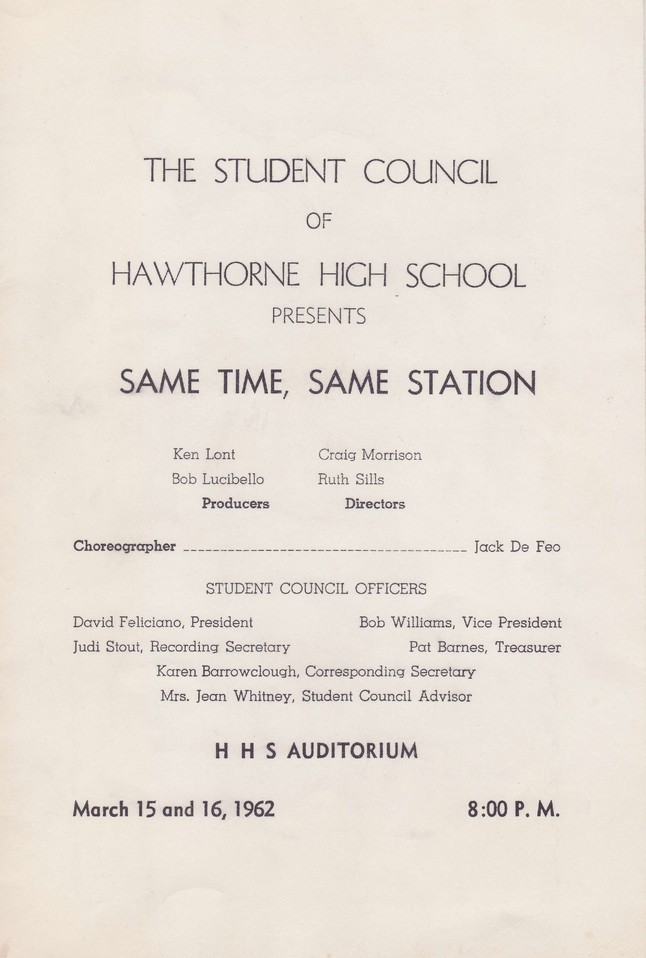 THE STUDENT COUNCIL
OF
HAWTHORNE HIGH SCHOOL
PRESENTS
SAME TIME, SAME STATION
Ken Lont Craig Morrison
Bob Lucibello Ruth Sills
Producers Directors
Choreographer ______________________________________ Jack De Feo
STUDENT COUNCIL OFFICERS
David Feliciano, President Bob Williams, Vice President
Judi Stout, Recording Secretary Pat Barnes, Treasurer
Karen Barrowclough, Corresponding Secretary
Mrs. Jean Whitney, Student Council Advisor
H H S AUDITORIUM
March 15 and 16, 1962 8:00 P. M.